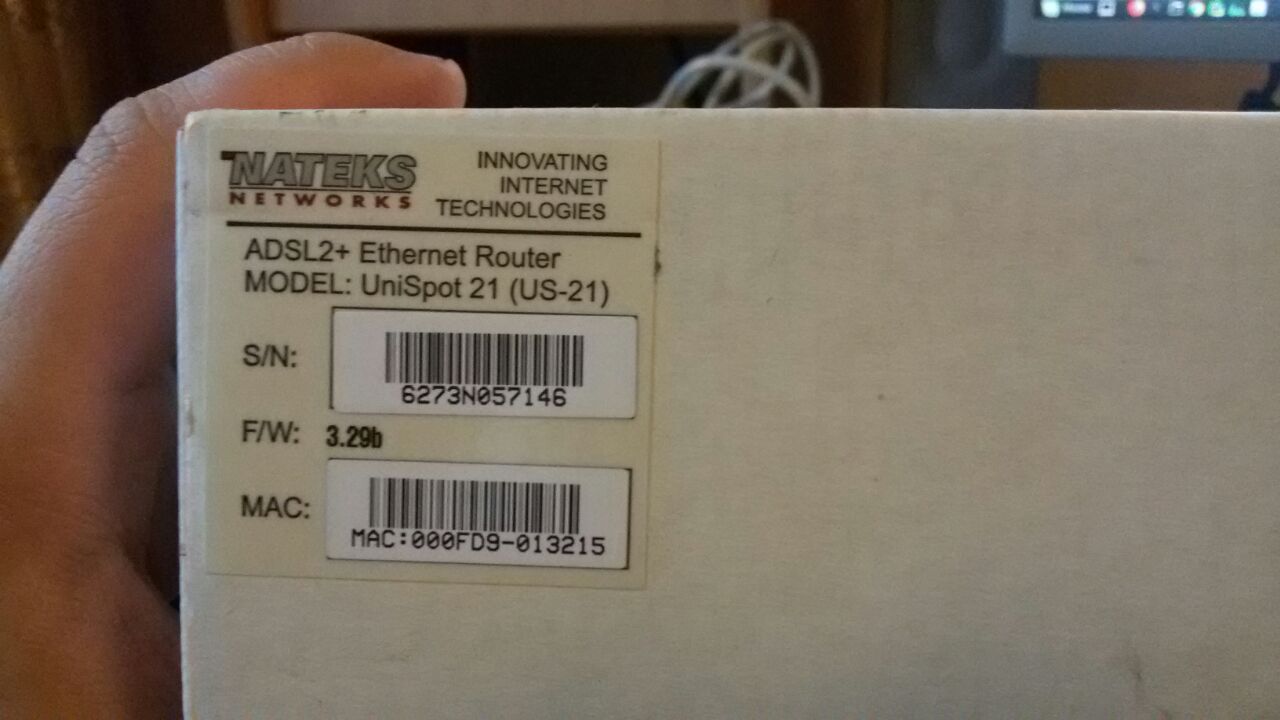 NATEKS
NETWORKS
INNOVATING
INTERNET
TECHNOLOGIES
ADSL2+ Ethernet Router
MODEL: UniSpot 21 (US-21)
S/N:
6273N057146
F/W: 3.29b
MAC:
MAC:000FD9-013215